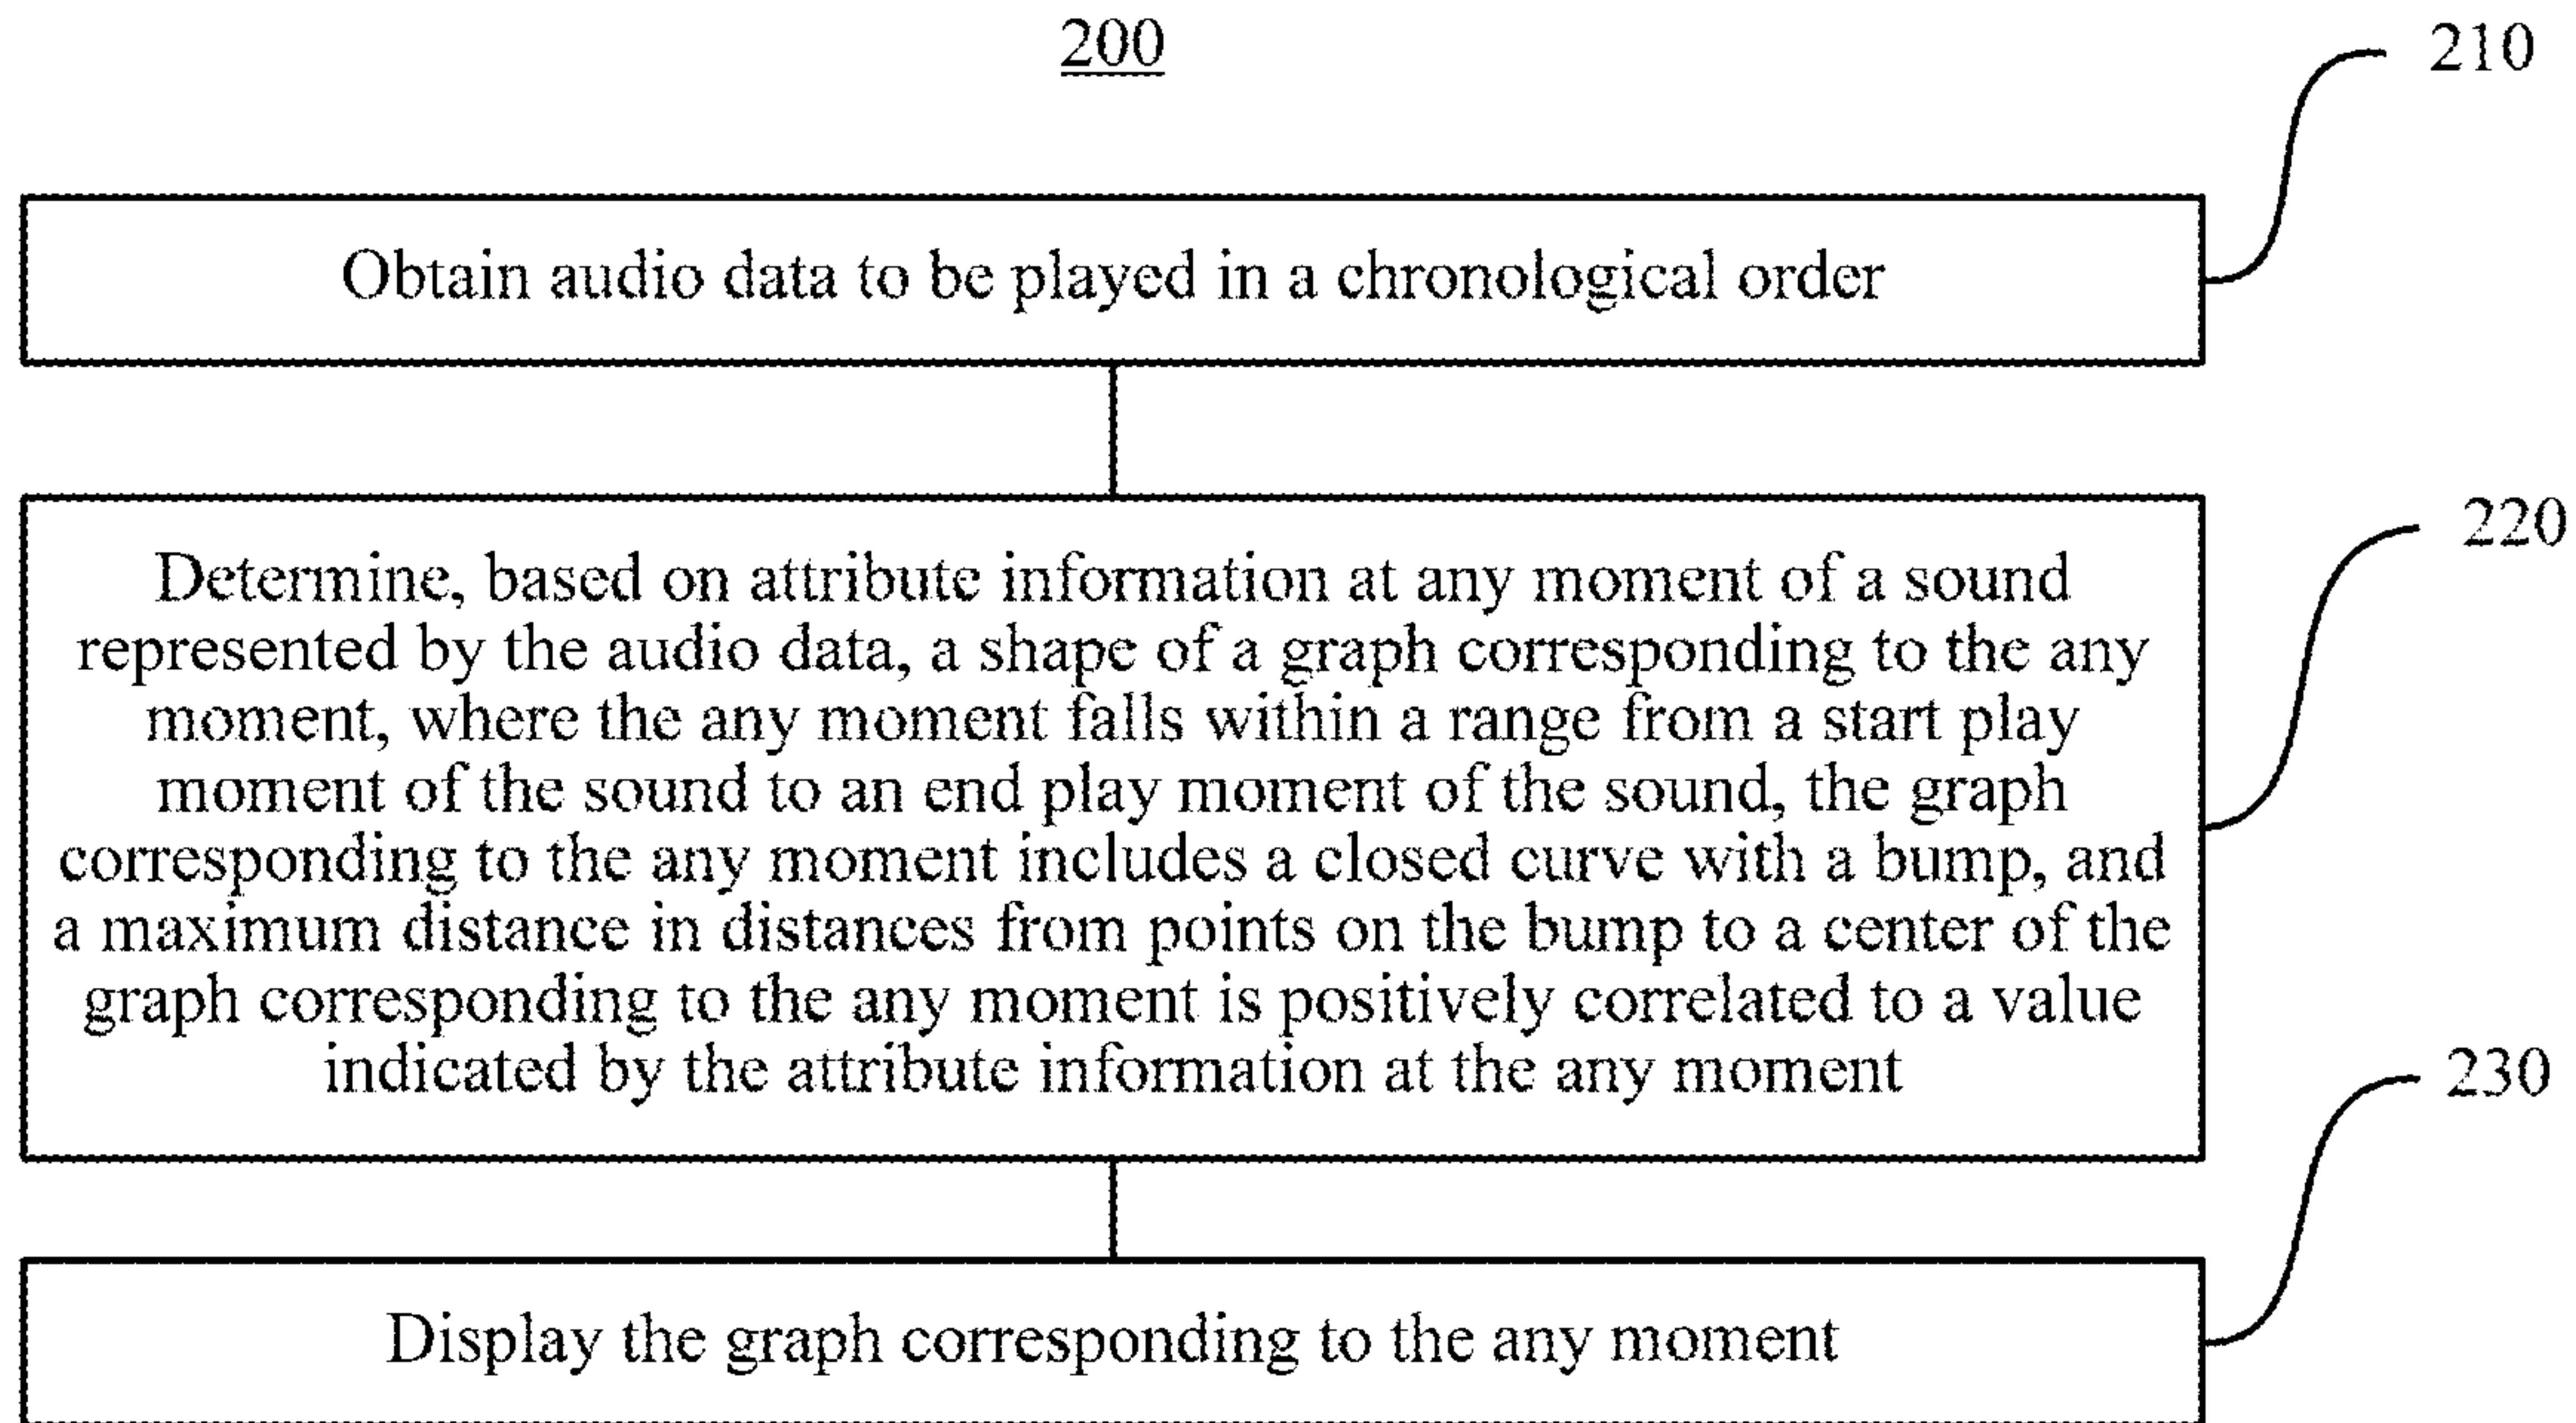 200
210
Obtain audio data to be played in a chronological order
220
Determine, based on attribute information at any moment of a sound
represented by the audio data, a shape of a graph corresponding to the any
moment, where the any moment falls within a range from a start play
moment of the sound to an end play moment of the sound, the graph
corresponding to the any moment includes a closed curve with a bump, and
a maximum distance in distances from points on the bump to a center of the
graph corresponding to the any moment is positively correlated to a value
indicated by the attribute information at the any moment
230
Display the graph corresponding to the any moment